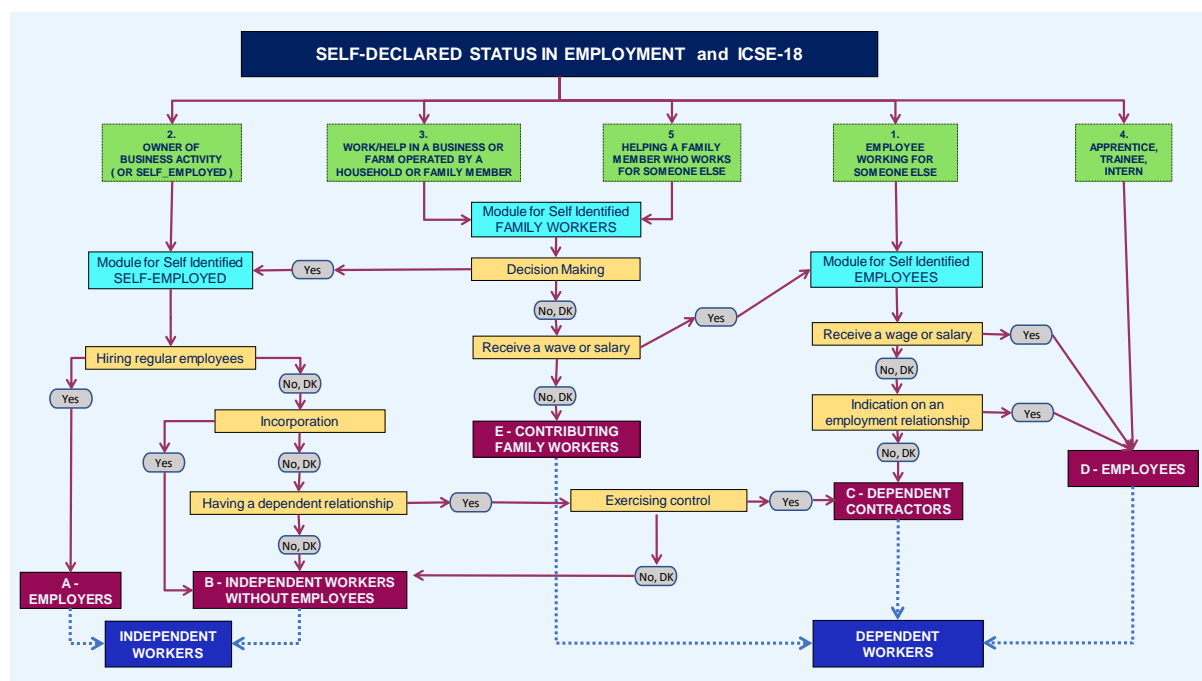 SELF-DECLARED STATUS IN EMPLOYMENT and ICSE-18
2.
OWNER OF
BUSINESS ACTIVITY
( OR SELF_EMPLOYED )
3.
WORK/HELP IN A BUSINESS OR
FARM OPERATED BY A
HOUSEHOLD OR FAMILY MEMBER
5
HELPING A FAMILY
MEMBER WHO WORKS
FOR SOMEONE ELSE
1.
EMPLOYEE
WORKING FOR
SOMEONE ELSE
4.
APPRENTICE,
TRAINEE,
INTERN
Module for Self Identified
FAMILY WORKERS
Module for Self Identified
SELF-EMPLOYED
Yes
Decision Making
Module for Self Identified
EMPLOYEES
No, DK
Yes
Hiring regular employees
Receive a wave or salary
Receive a wage or salary
Yes
Yes
No, DK
No, DK
No, DK
Incorporation
Indication on an
employment relationship
Yes
E - CONTRIBUTING
FAMILY WORKERS
Yes
No, DK
No, DK
D - EMPLOYEES
Having a dependent relationship
Yes
Exercising control
Yes
C - DEPENDENT
CONTRACTORS
No, DK
No, DK
A -
EMPLOYERS
B - INDEPENDENT WORKERS
WITHOUT EMPLOYEES
INDEPENDENT
WORKERS
DEPENDENT
WORKERS